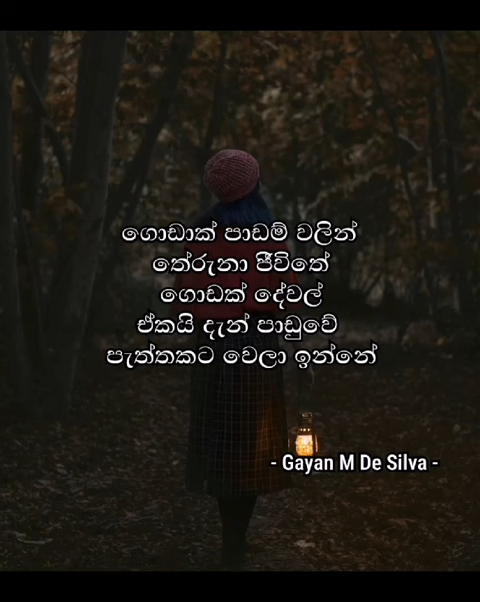 ගොඩාක් පාඩම් වලින්
තේරුනා ජීවිතේ
ගොඩක් දේවල්
ඒකයි දැන් පාඩුවේ
පැත්තකට වෙලා ඉන්නේ
- Gayan M De Silva -